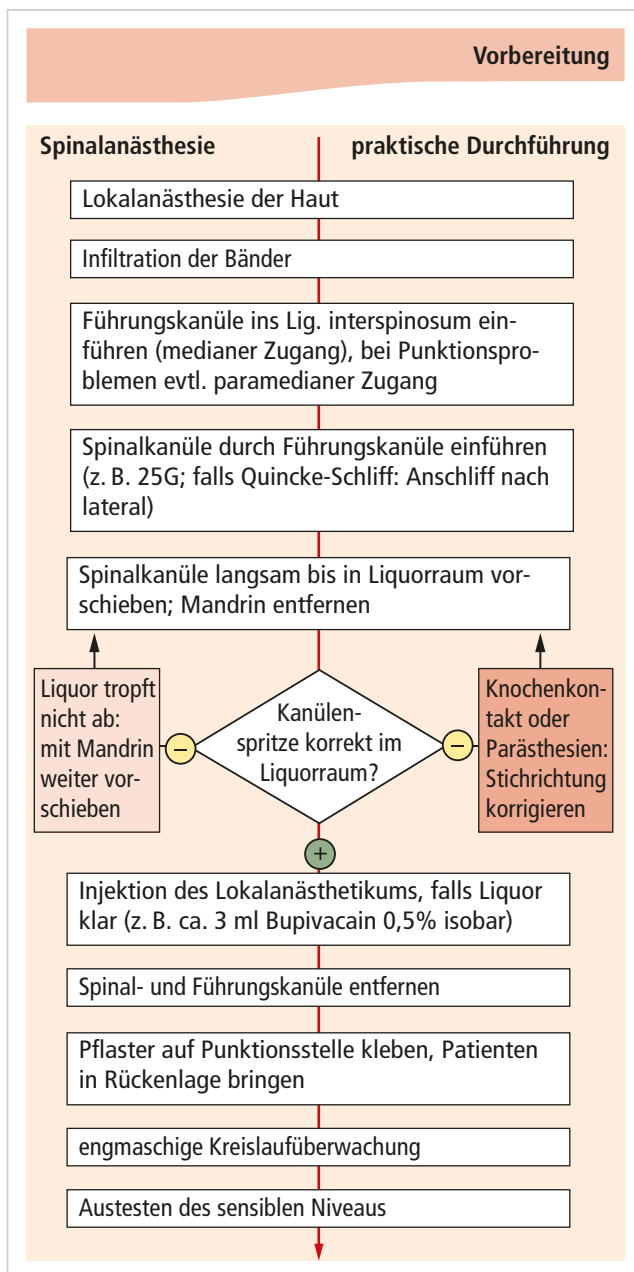 Vorbereitung
Spinalanästhesie
praktische Durchführung
Lokalanästhesie der Haut
Infiltration der Bänder
Führungskanüle ins Lig. interspinosum ein-
führen (medianer Zugang), bei Punktionspro-
blemen evtl. paramedianer Zugang
Spinalkanüle durch Führungskanüle einführen
(z. B. 25G; falls Quincke-Schliff: Anschliff nach
lateral)
Spinalkanüle langsam bis in Liquorraum vor-
schieben; Mandrin entfernen
Liquor tropft
nicht ab:
mit Mandrin
weiter vor-
schieben
–
Kanülen-
spritze korrekt im
Liquorraum?
–
Knochenkon-
takt oder
Parästhesien:
Stichrichtung
korrigieren
+
Injektion des Lokalanästhetikums, falls Liquor
klar (z. B. ca. 3 ml Bupivacain 0,5% isobar)
Spinal- und Führungskanüle entfernen
Pflaster auf Punktionsstelle kleben, Patienten
in Rückenlage bringen
engmaschige Kreislaufüberwachung
Austesten des sensiblen Niveaus